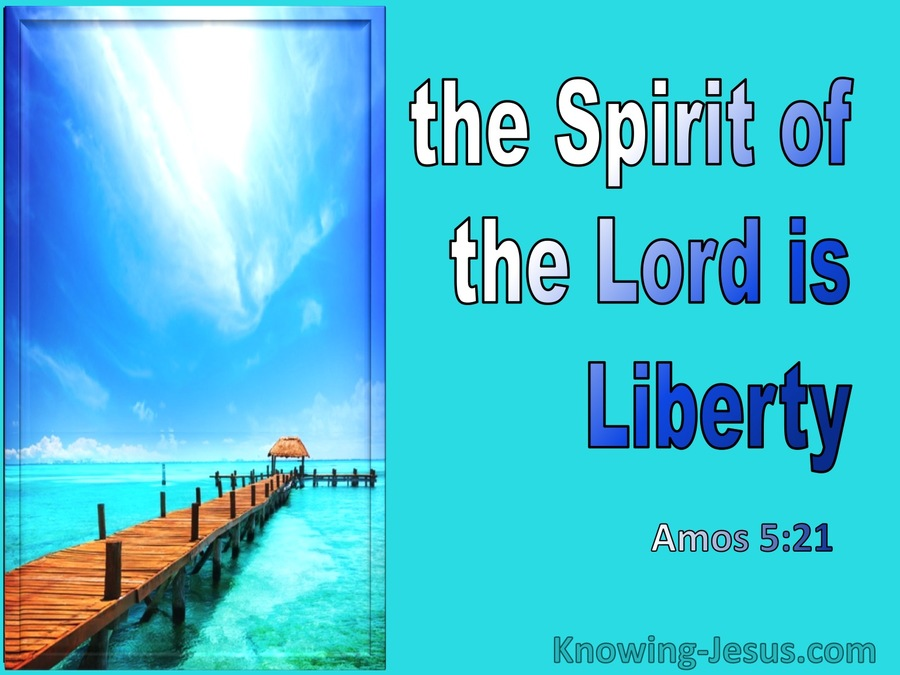 the Spirit of
the Lord is
Liberty
Amos 5:21
Knowing-Jesus.com